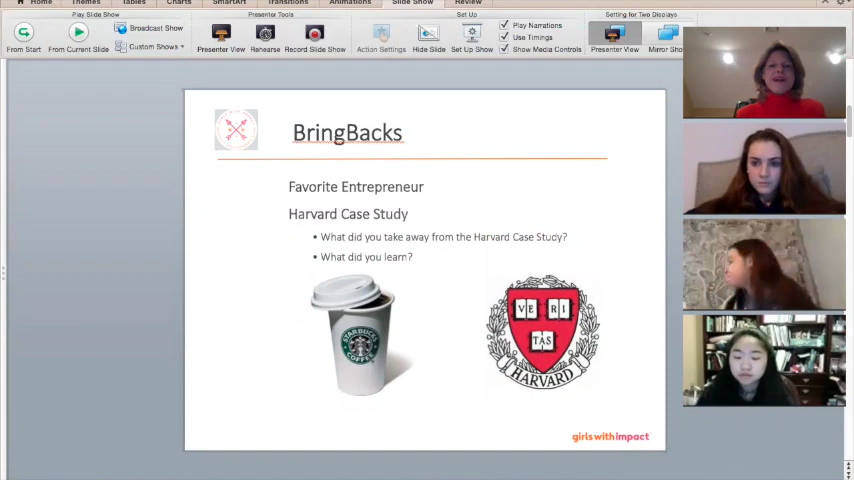 Home Themes Tables Charts SmartArt Transitions Animations Slide Show Review
Play Slide Show Presenter Tools Set Up Setting for Two Displays
From Start
From Current Slide
Broadcast Show
Custom Shows
Presenter View
Rehearse
Record Slide Show
Action Settings
Hide Slide
Set Up Show
Play Narrations
Use Timings
Show Media Controls
Presenter View
Mirror Sho
BringBacks
Favorite Entrepreneur
Harvard Case Study
• What did you take away from the Harvard Case Study?
• What did you learn?
STARBUCKS
COFFEE
VE RI
TAS
HARVARD
girlswithimpact